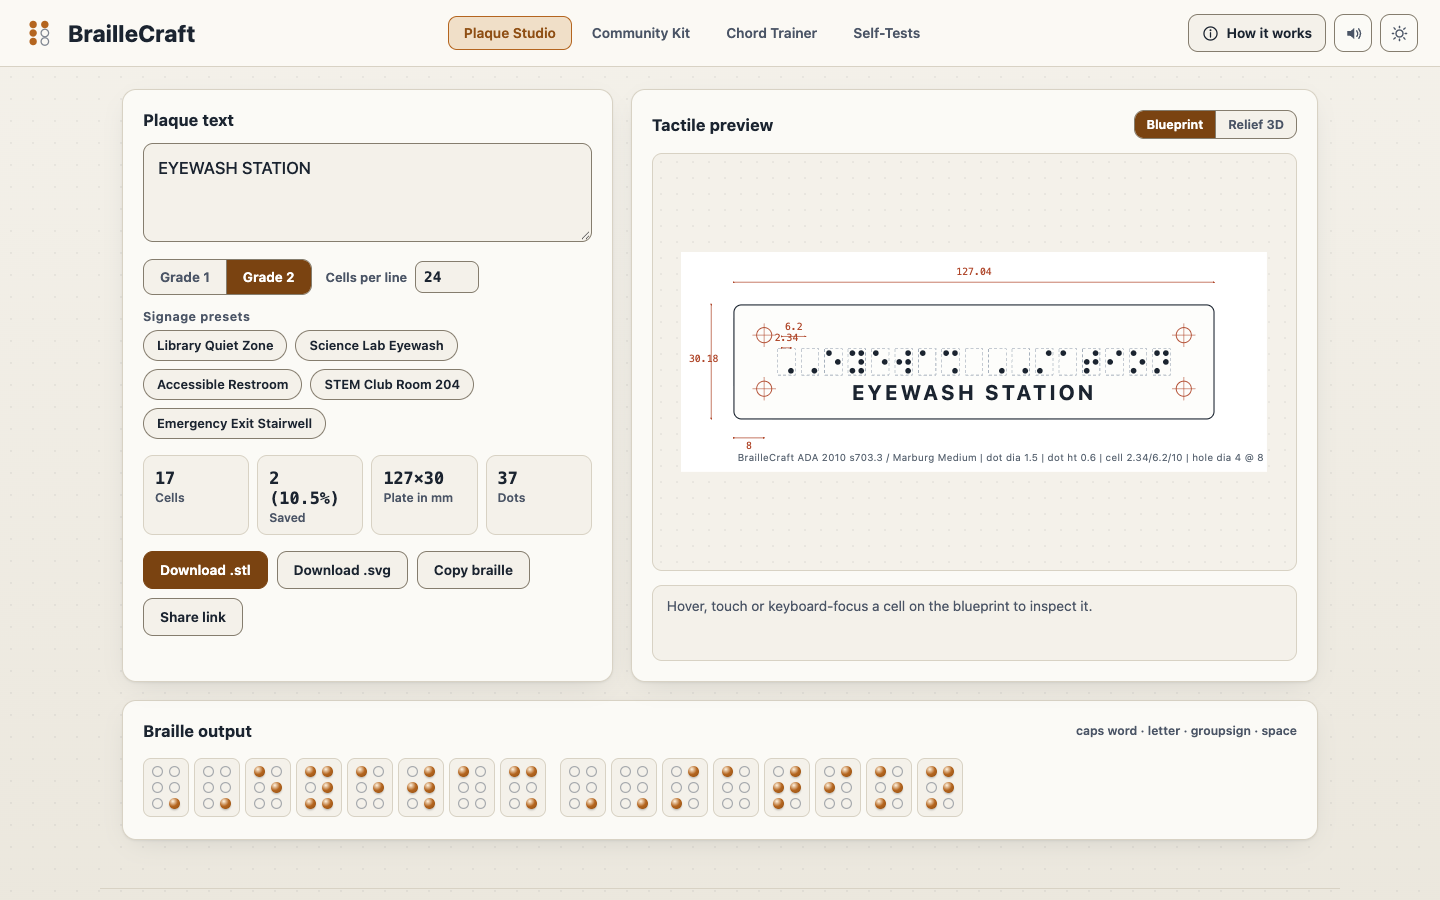 BrailleCraft
Plaque Studio
Community Kit
Chord Trainer
Self-Tests
How it works
Plaque text
EYEWASH STATION
Grade 1
Grade 2
Cells per line
24
Signage presets
Library Quiet Zone
Science Lab Eyewash
Accessible Restroom
STEM Club Room 204
Emergency Exit Stairwell
17
Cells
2
(10.5%)
Saved
127×30
Plate in mm
37
Dots
Download .stl
Download .svg
Copy braille
Share link
Tactile preview
Blueprint
Relief 3D
127.04
6.2
2.34
30.18
EYEWASH STATION
8
BrailleCraft ADA 2010 s703.3 / Marburg Medium | dot dia 1.5 | dot ht 0.6 | cell 2.34/6.2/10 | hole dia 4 @ 8
Hover, touch or keyboard-focus a cell on the blueprint to inspect it.
Braille output
caps word · letter · groupsign · space
⠠⠠⠑⠽⠑⠺⠁⠩ ⠠⠠⠌⠁⠰⠊⠕⠝